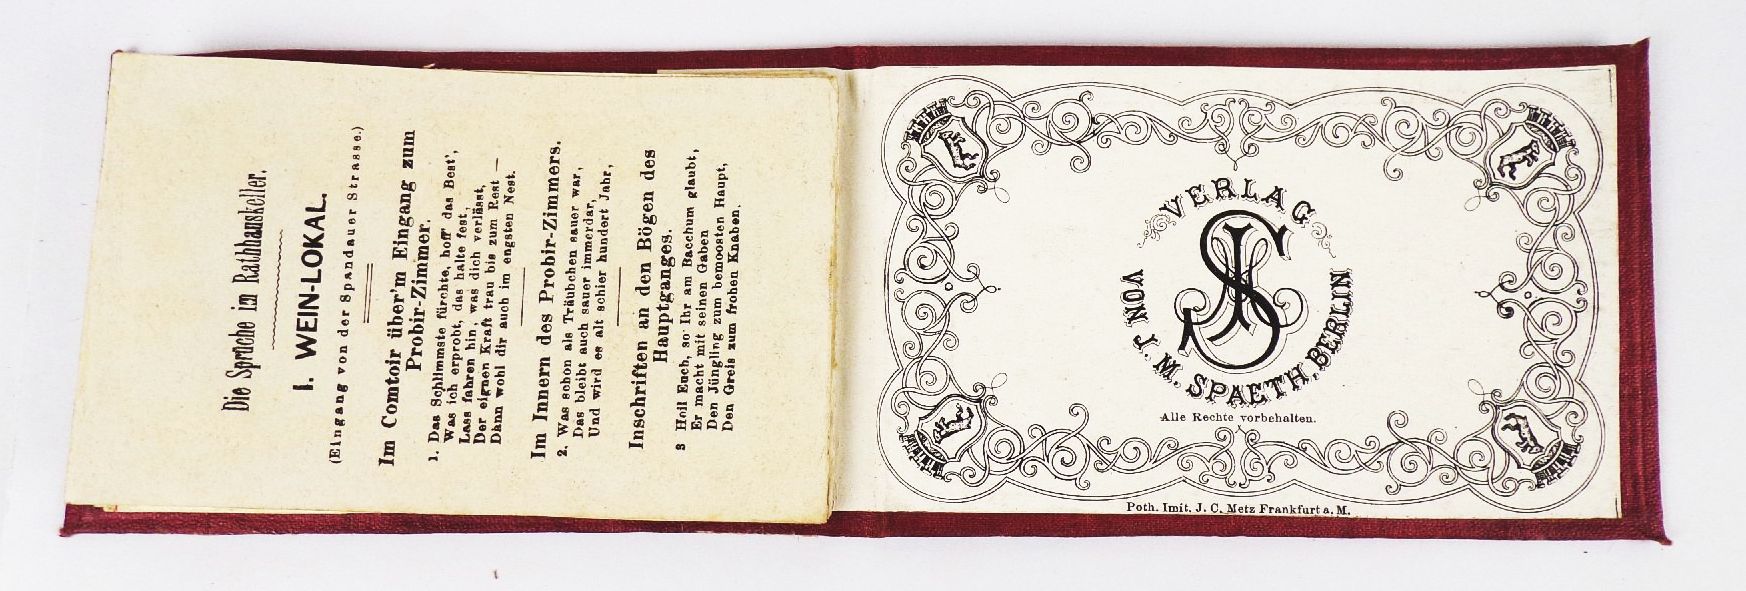 Die Sprüche im Rathhauskeller.
I. WEIN-LOKAL.
(Eingang von der Spandauer Strasse.)
Im Comtoir über'm Eingang zum
Probir-Zimmer.
1. Das Schlimmste fürchte, hoff' das Best',
Was ich erprobt, das halte fest,
Lass fahren hin, was dich verlässt,
Der eignen Kraft trau bis zum Rest —
Dann wohl dir auch im engsten Nest.
Im Innern des Probir-Zimmers.
2. Was schon als Träubchen sauer war,
Das bleibt auch sauer immerdar,
Und wird es alt schier hundert Jahr,
Inschriften an den Bögen des
Hauptganges.
3 Heil Euch, so Ihr am Bacchum glaubt,
Er macht mit seinen Gaben
Den Jüngling zum bemoosten Haupt,
Den Greis zum frohen Knaben.
VERLAG
VON J. M. SPAETH, BERLIN
Alle Rechte vorbehalten.
Poth. Imit. J. C. Metz Frankfurt a. M.